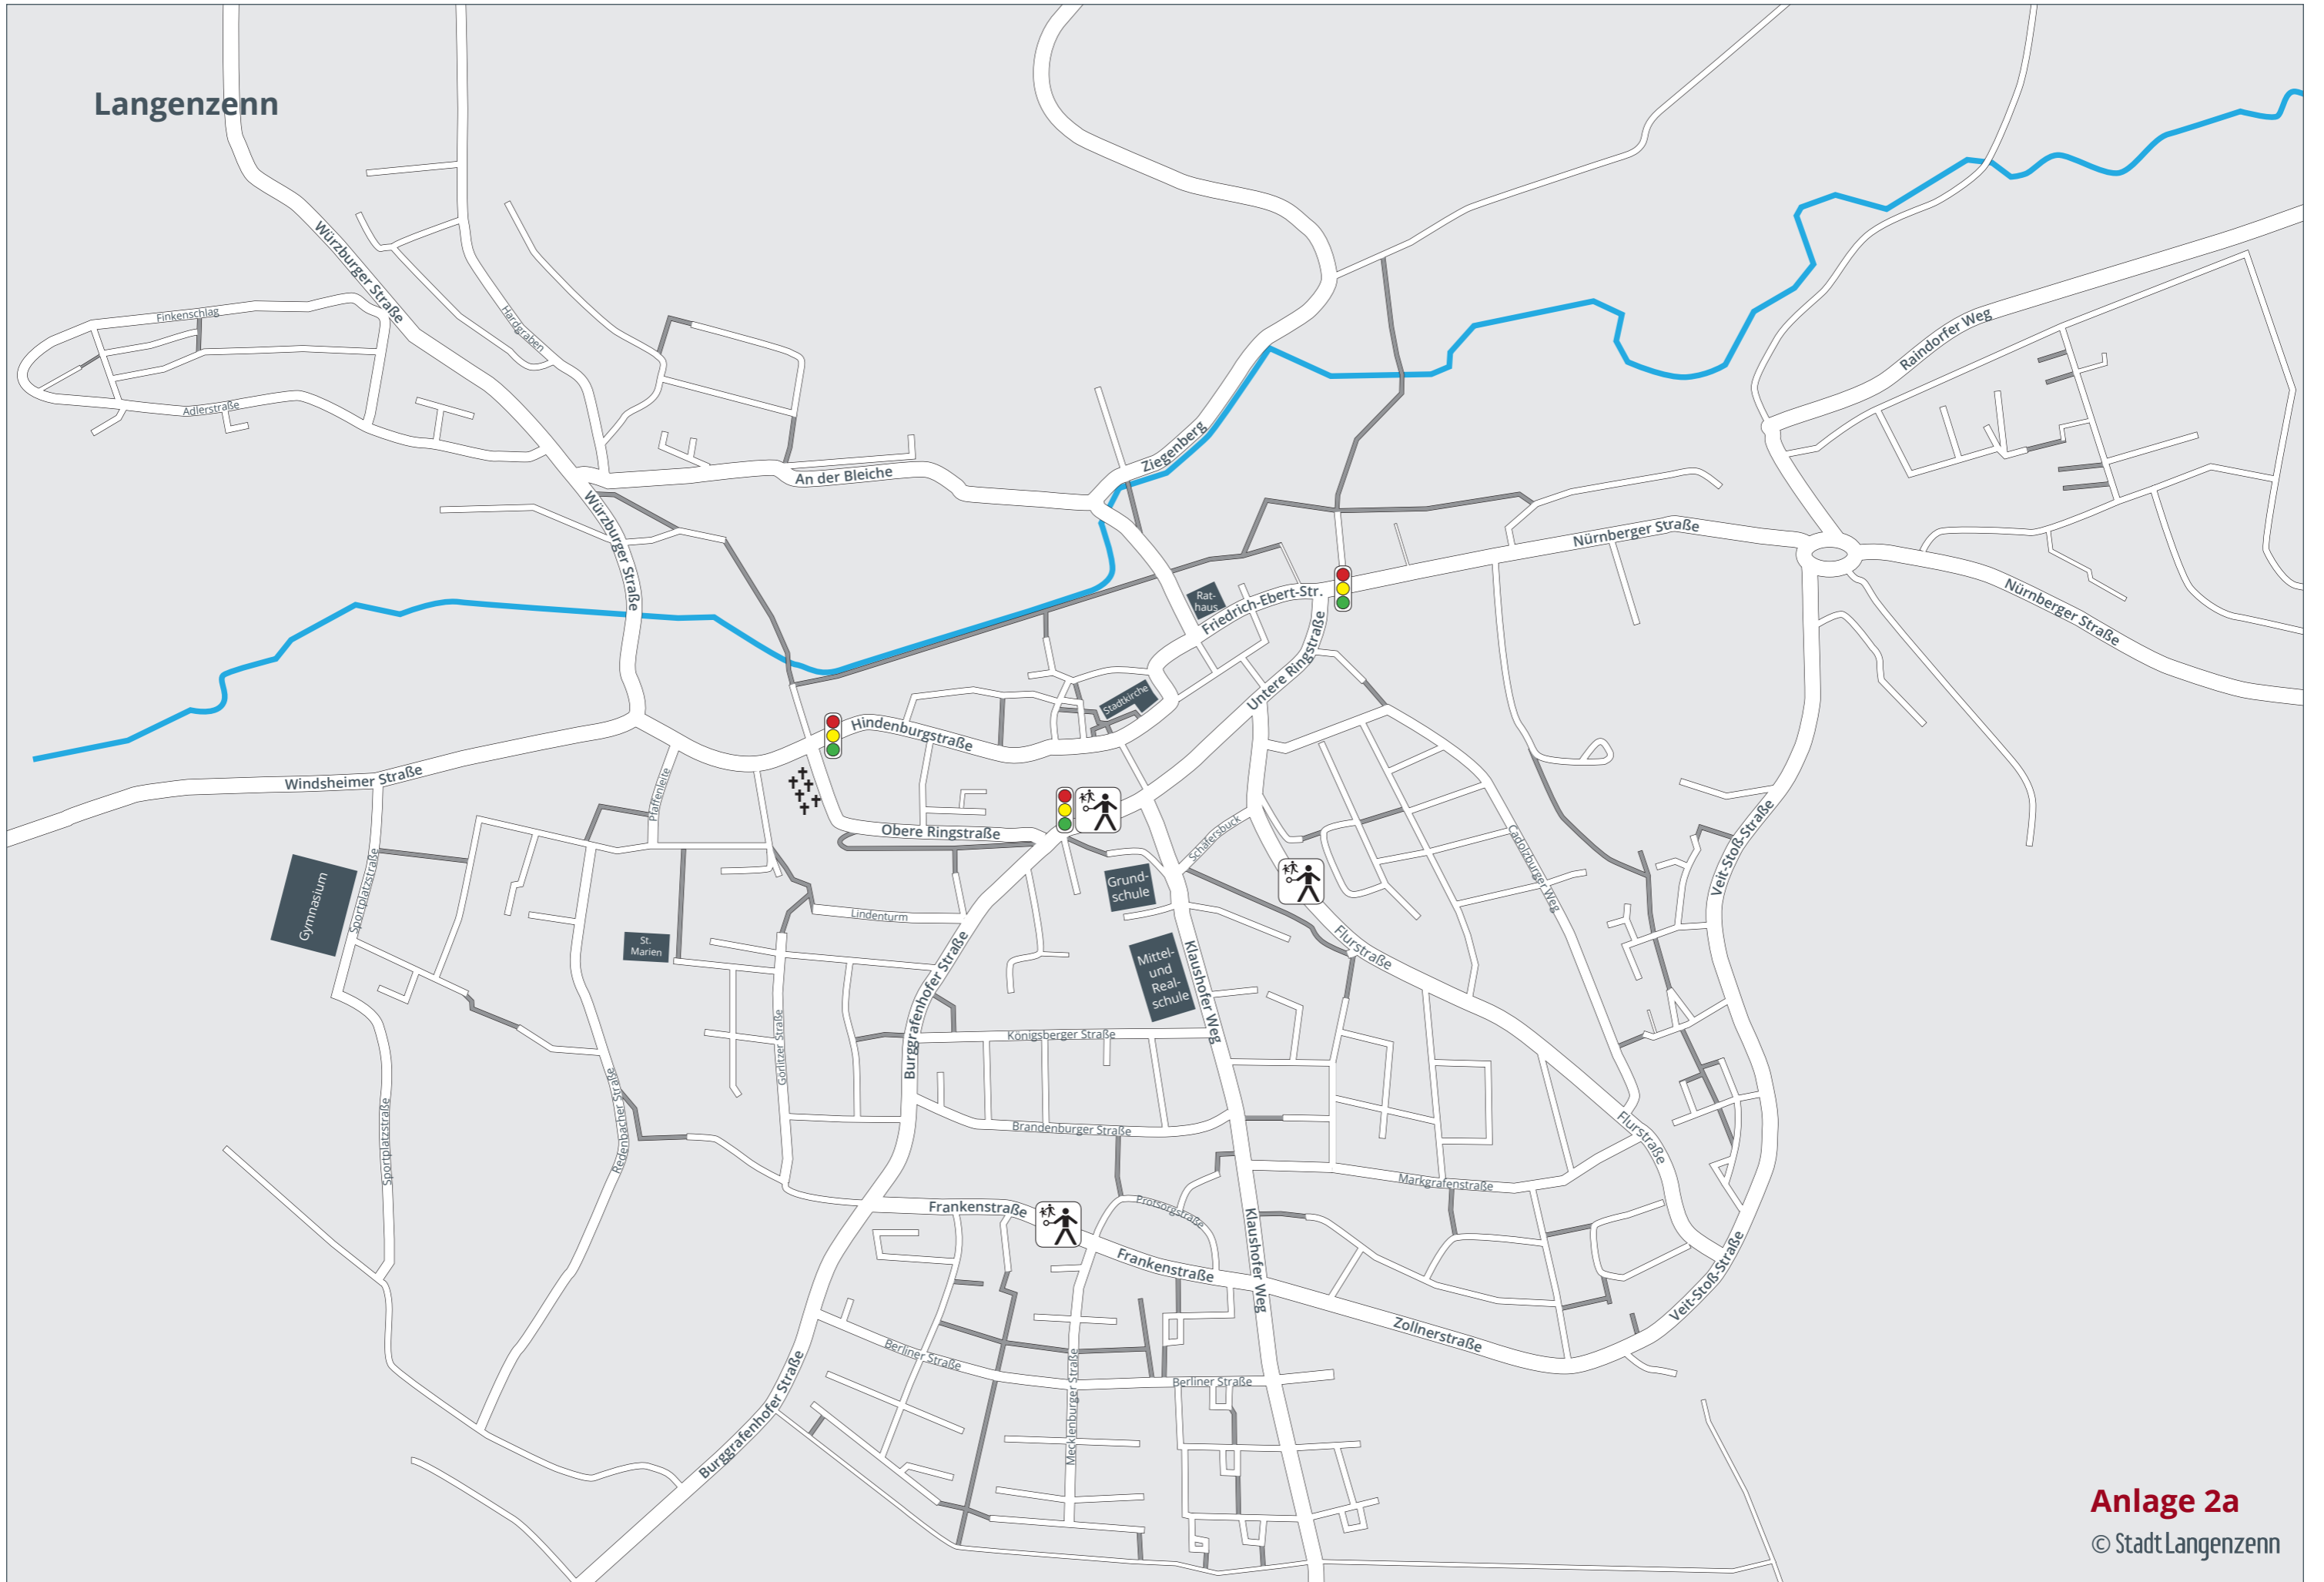 Langenzenn
Würzburger Straße
Hardgraben
Finkenschlag
Adlerstraße
Raindorfer Weg
Ziegenberg
An der Bleiche
Würzburger Straße
Nürnberger Straße
Nürnberger Straße
Rat-
haus
Friedrich-Ebert-Str.
Untere Ringstraße
Stadtkirche
Hindenburgstraße
Windsheimer Straße
Pfaffenleite
Obere Ringstraße
Schäfersbuck
Cadolzburger Weg
Veit-Stoß-Straße
Gymnasium
Sportplatzstraße
Grund-
schule
Lindenturm
St.
Marien
Burggrafenhofer Straße
Mittel-
und
Real-
schule
Klaushofer Weg
Flurstraße
Görlitzer Straße
Königsberger Straße
Redenbacher Straße
Sportplatzstraße
Brandenburger Straße
Flurstraße
Markgrafenstraße
Frankenstraße
Protsorgstraße
Klaushofer Weg
Frankenstraße
Veit-Stoß-Straße
Zollnerstraße
Berliner Straße
Berliner Straße
Mecklenburger Straße
Burggrafenhofer Straße
Anlage 2a
© Stadt Langenzenn